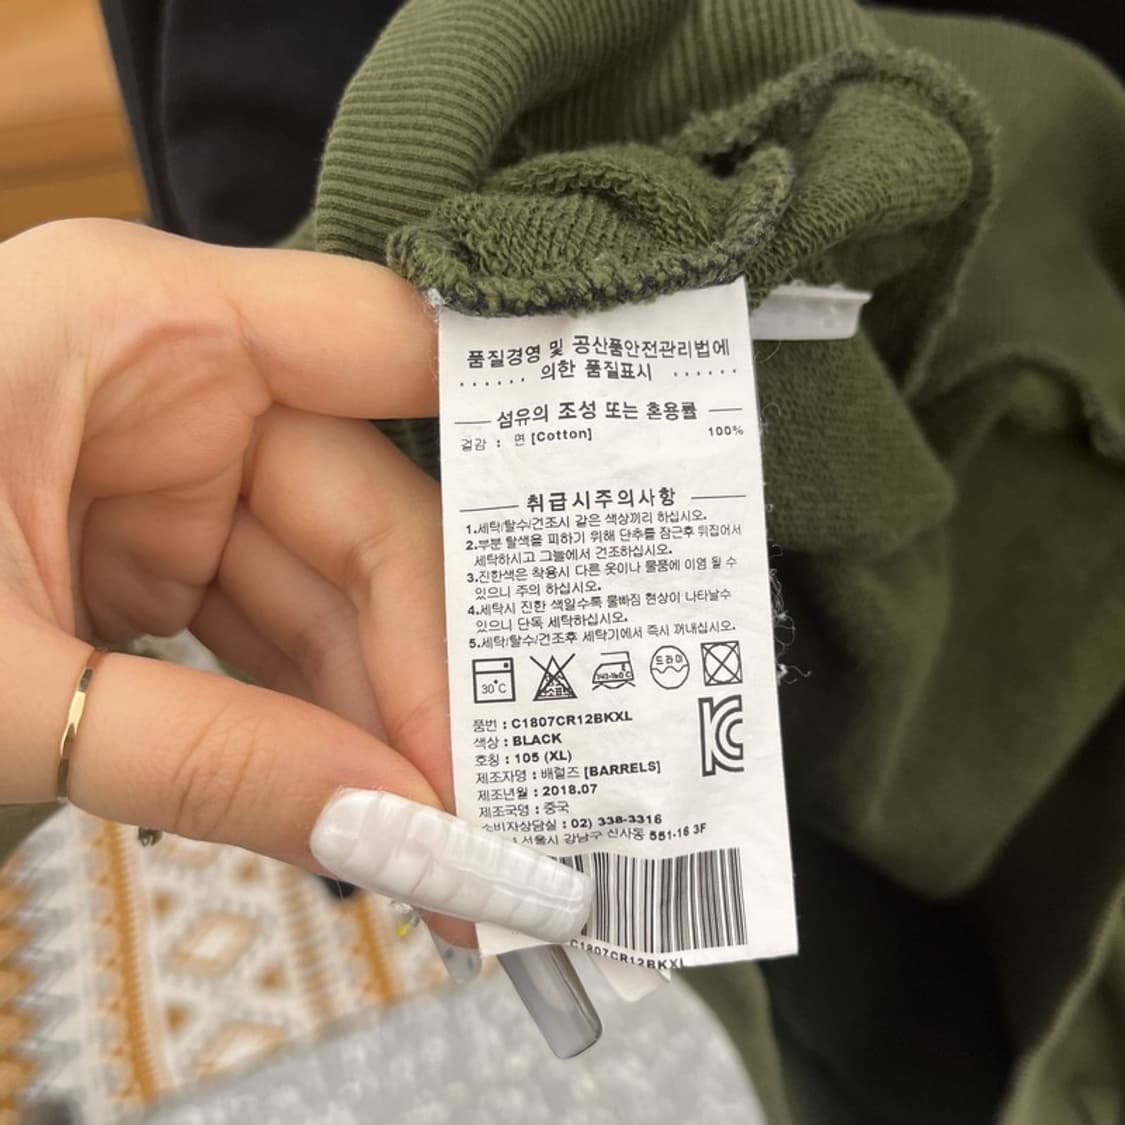 품질경영 및 공산품안전관리법에
...... 의한 품질표시 ......
섬유의 조성 또는 혼용률
겉감 : 면 [Cotton] 100%
취급시주의사항
1.세탁/탈수/건조시 같은 색상끼리 하십시오.
2.부분 탈색을 피하기 위해 단추를 잠근후 뒤집어서
세탁하시고 그늘에서 건조하십시오.
3.진한색은 착용시 다른 옷이나 물품에 이염 될 수
있으니 주의 하십시오.
4.세탁시 진한 색일수록 물빠짐 현상이 나타날수
있으니 단독 세탁하십시오.
5.세탁/탈수/건조후 세탁기에서 즉시 꺼내십시오.
30°C 염소표백 140-160°C 드라이
품번 : C1807CR12BKXL
색상 : BLACK
호칭 : 105 (XL)
제조자명 : 배럴즈 [BARRELS]
제조년월 : 2018.07
제조국명 : 중국
소비자상담실 : 02) 338-3316
서울시 강남구 신사동 551-16 3F
KC
C1807CR12BKXL